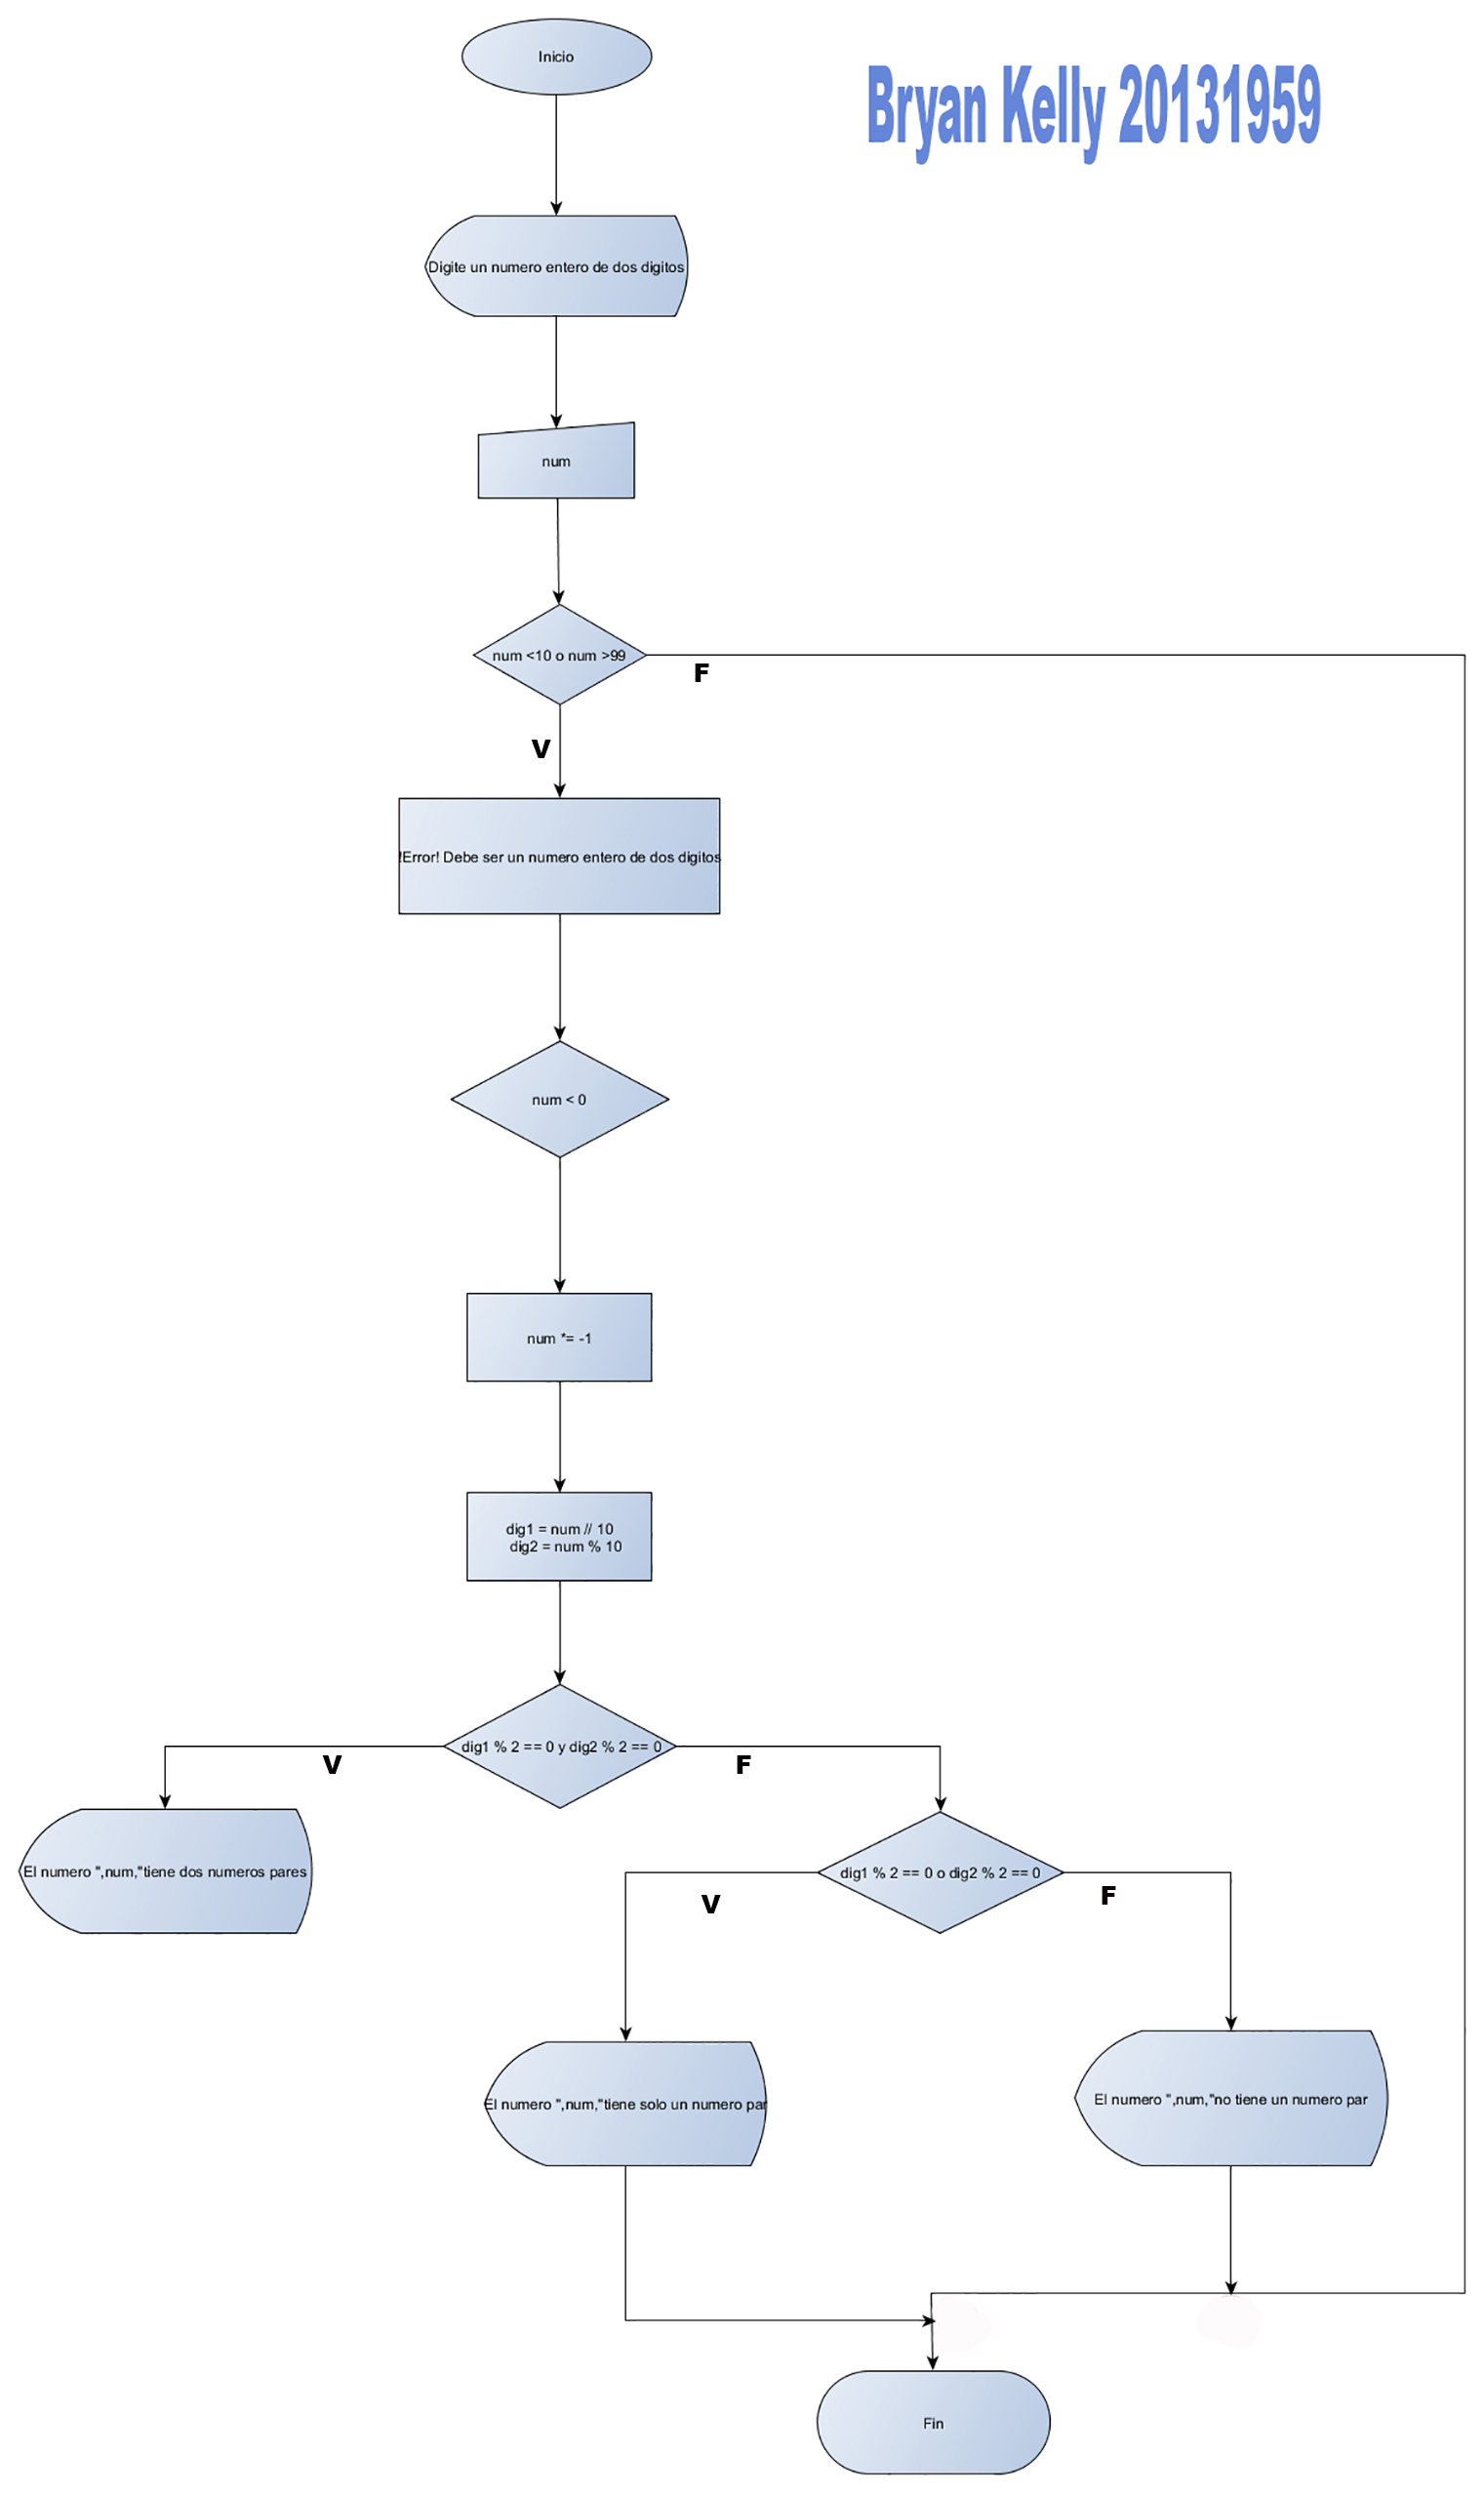 Inicio
Bryan Kelly 20131959
Digite un numero entero de dos digitos
num
num <10 o num >99
F
V
!Error! Debe ser un numero entero de dos digitos
num < 0
num *= -1
dig1 = num // 10
dig2 = num % 10
dig1 % 2 == 0 y dig2 % 2 == 0
V
F
El numero ",num,"tiene dos numeros pares
dig1 % 2 == 0 o dig2 % 2 == 0
V
F
El numero ",num,"tiene solo un numero par
El numero ",num,"no tiene un numero par
Fin